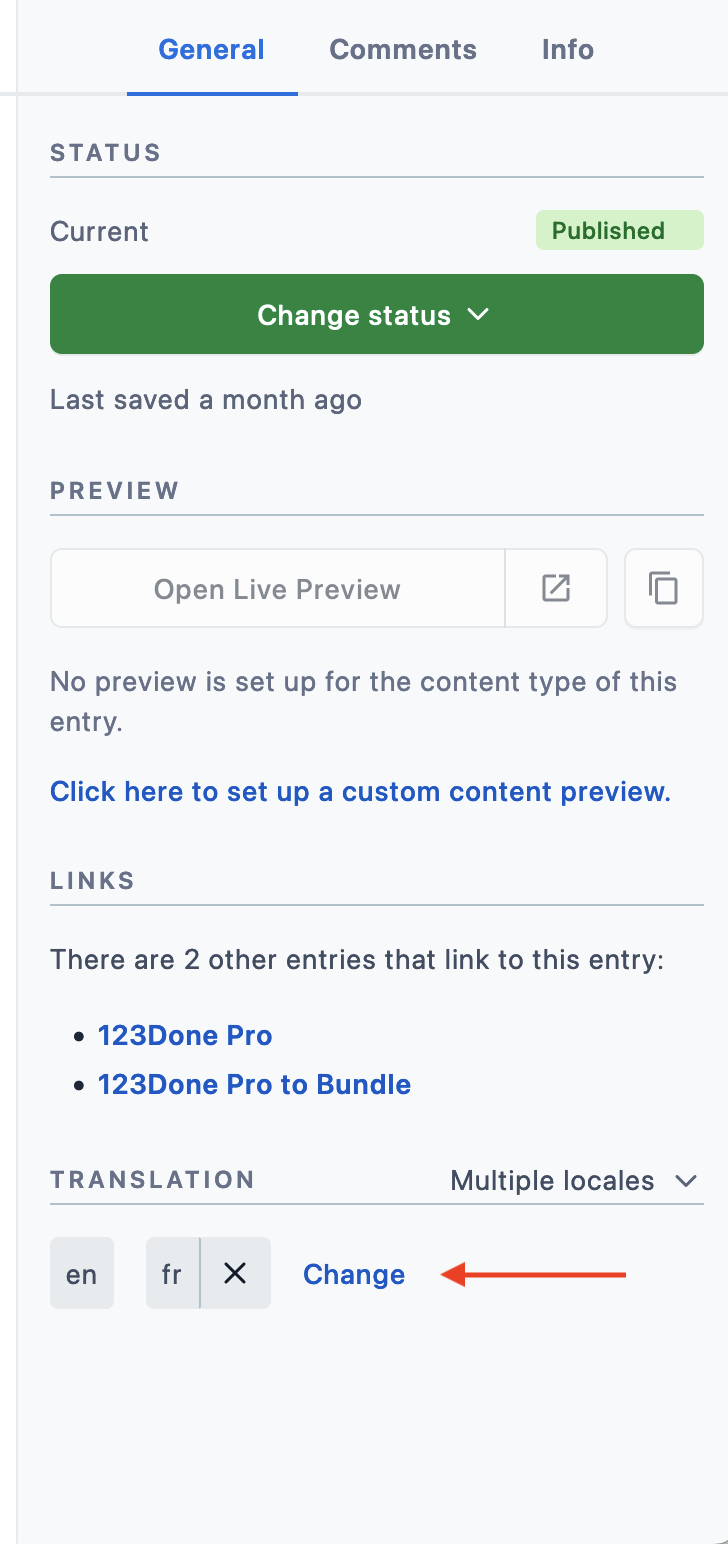 General Comments Info
STATUS
Current Published
Change status
Last saved a month ago
PREVIEW
Open Live Preview
No preview is set up for the content type of this
entry.
Click here to set up a custom content preview.
LINKS
There are 2 other entries that link to this entry:
• 123Done Pro
• 123Done Pro to Bundle
TRANSLATION Multiple locales
en fr Change